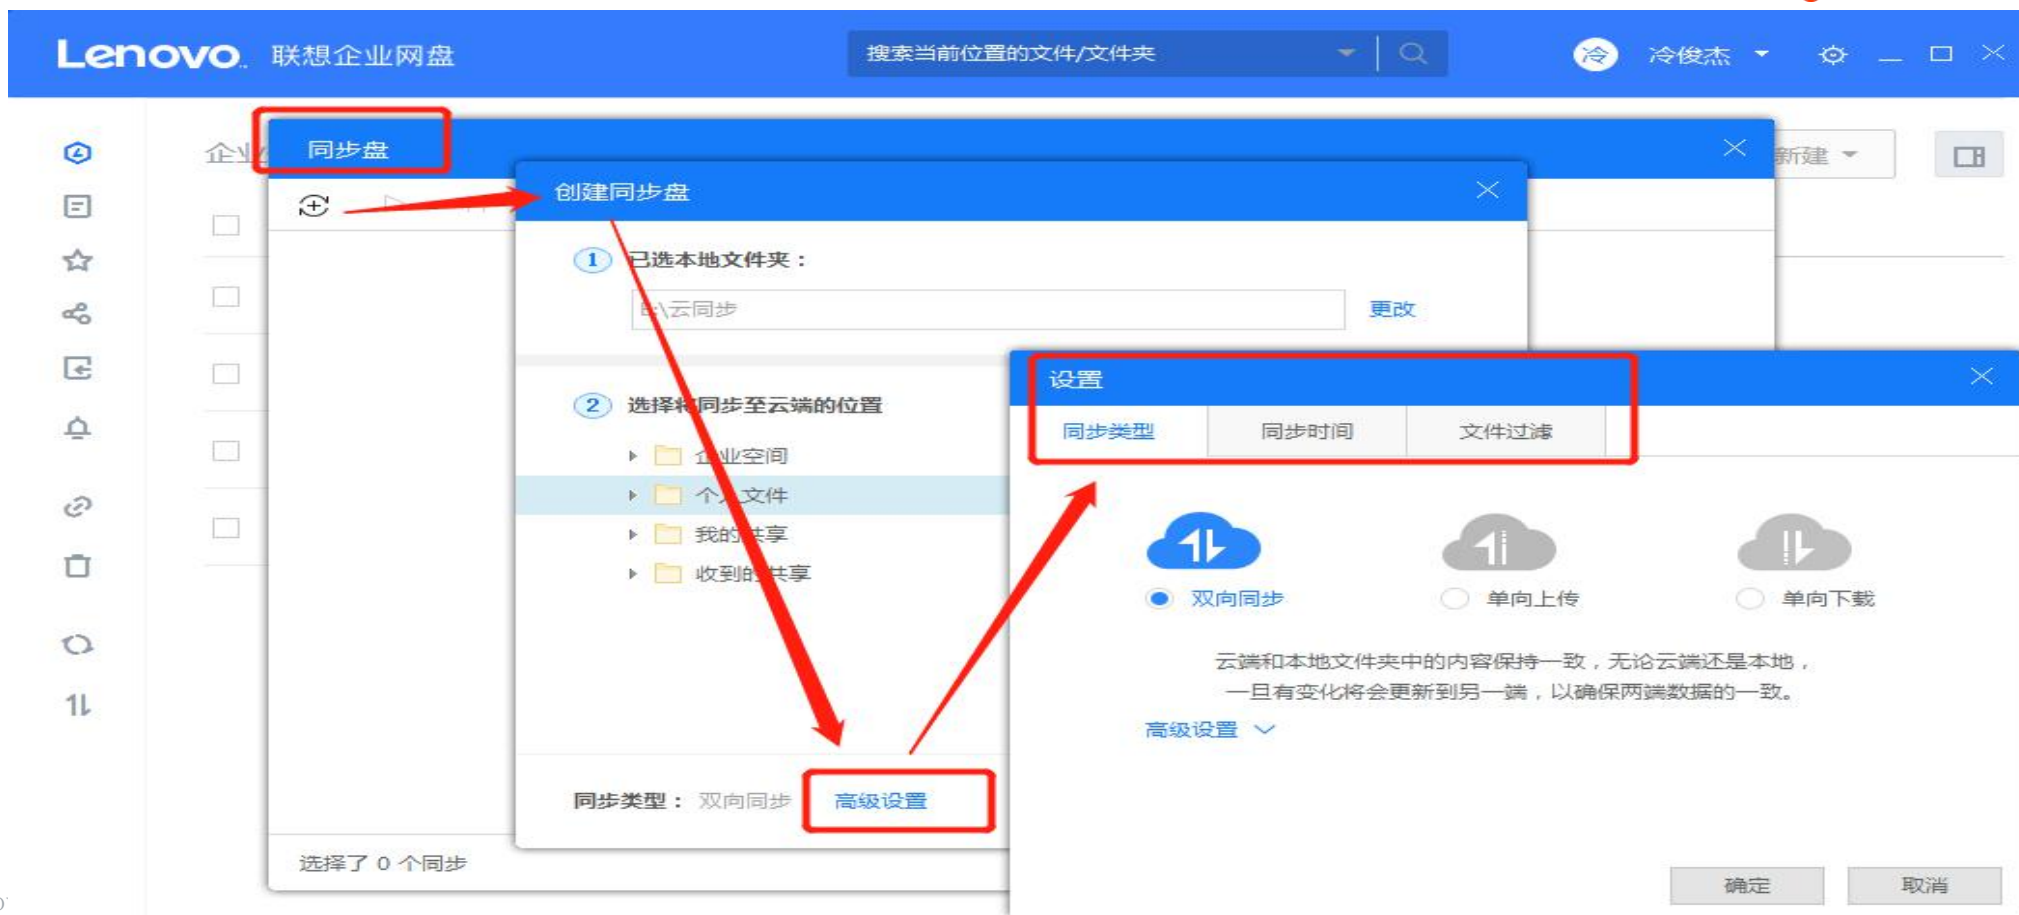 Lenovo 联想企业网盘
搜索当前位置的文件/文件夹
冷 冷俊杰
企业
新建
同步盘
创建同步盘
1 已选本地文件夹：
:\云同步
更改
2 选择将同步至云端的位置
企业空间
个人文件
我的共享
收到的共享
同步类型： 双向同步 高级设置
选择了 0 个同步
设置
同步类型 同步时间 文件过滤
双向同步 单向上传 单向下载
云端和本地文件夹中的内容保持一致，无论云端还是本地，
一旦有变化将会更新到另一端，以确保两端数据的一致。
高级设置
确定 取消